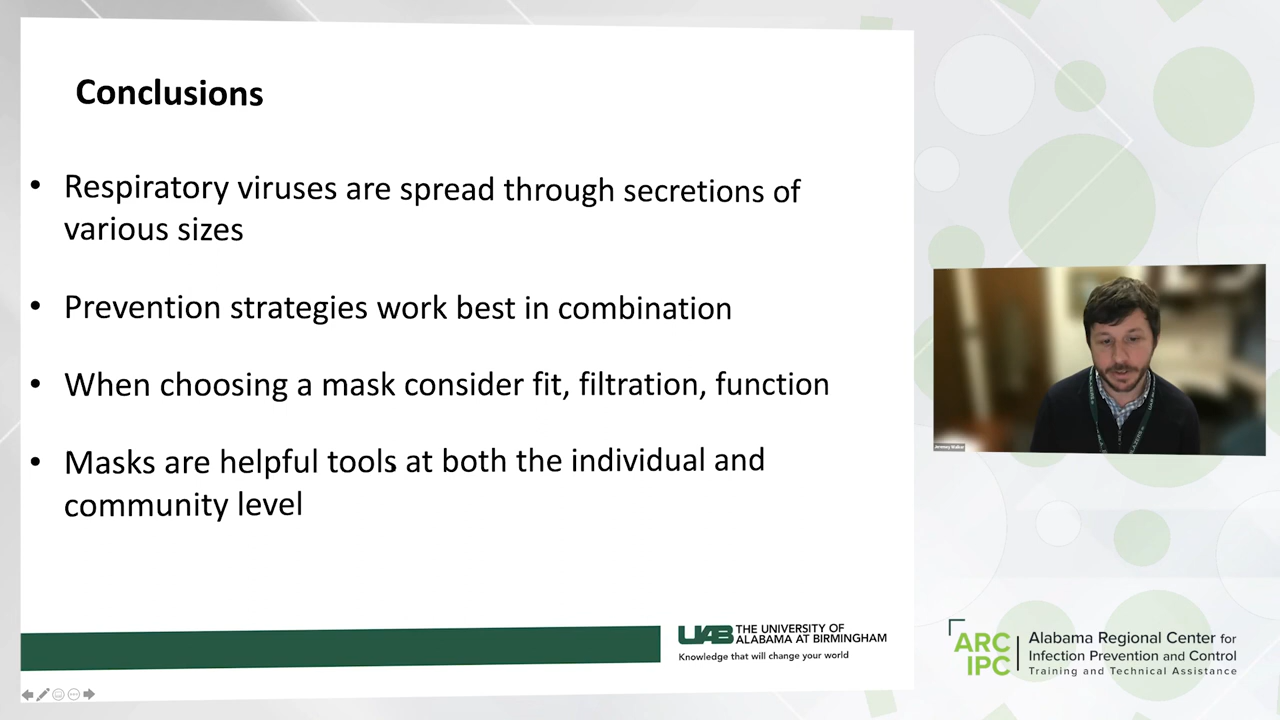 Conclusions
• Respiratory viruses are spread through secretions of
various sizes
• Prevention strategies work best in combination
• When choosing a mask consider fit, filtration, function
• Masks are helpful tools at both the individual and
community level
UAB THE UNIVERSITY OF
ALABAMA AT BIRMINGHAM
Knowledge that will change your world
Jeremey Walker
ARC
IPC
Alabama Regional Center for
Infection Prevention and Control
Training and Technical Assistance